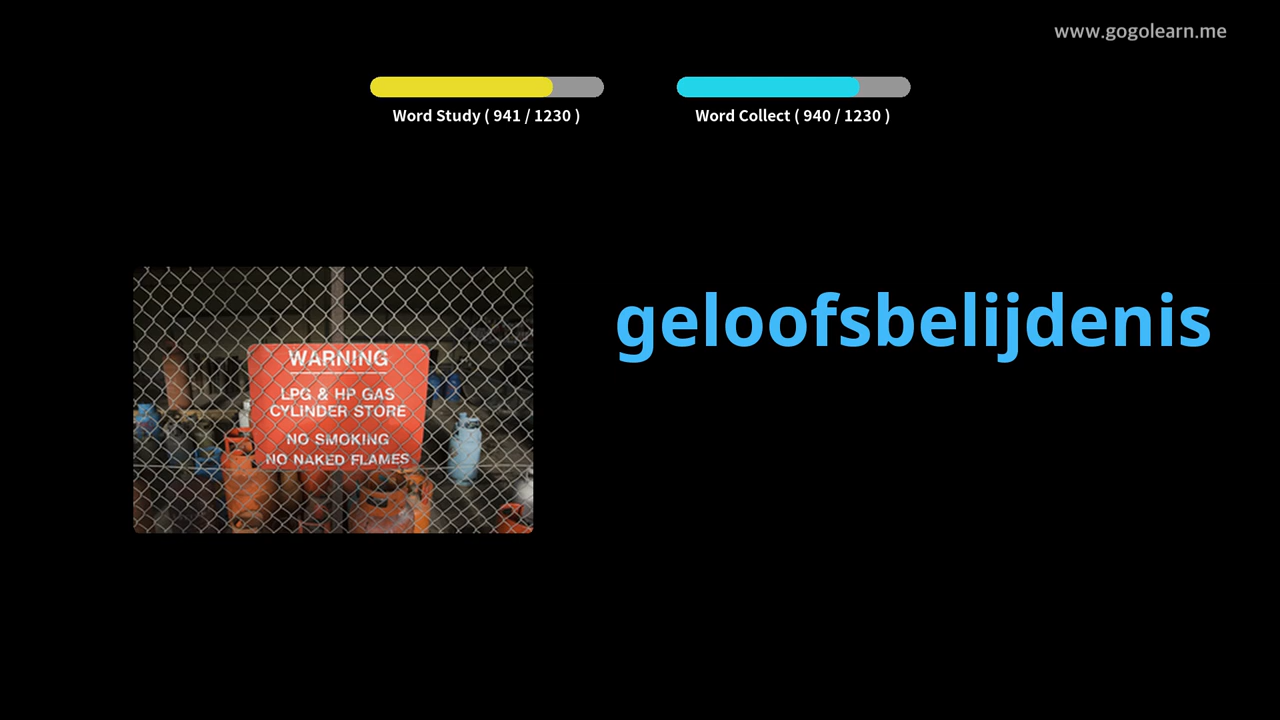 www.gogolearn.me
Word Study ( 941 / 1230 )
Word Collect ( 940 / 1230 )
geloofsbelijdenis
WARNING
LPG & HP GAS
CYLINDER STORE
NO SMOKING
NO NAKED FLAMES